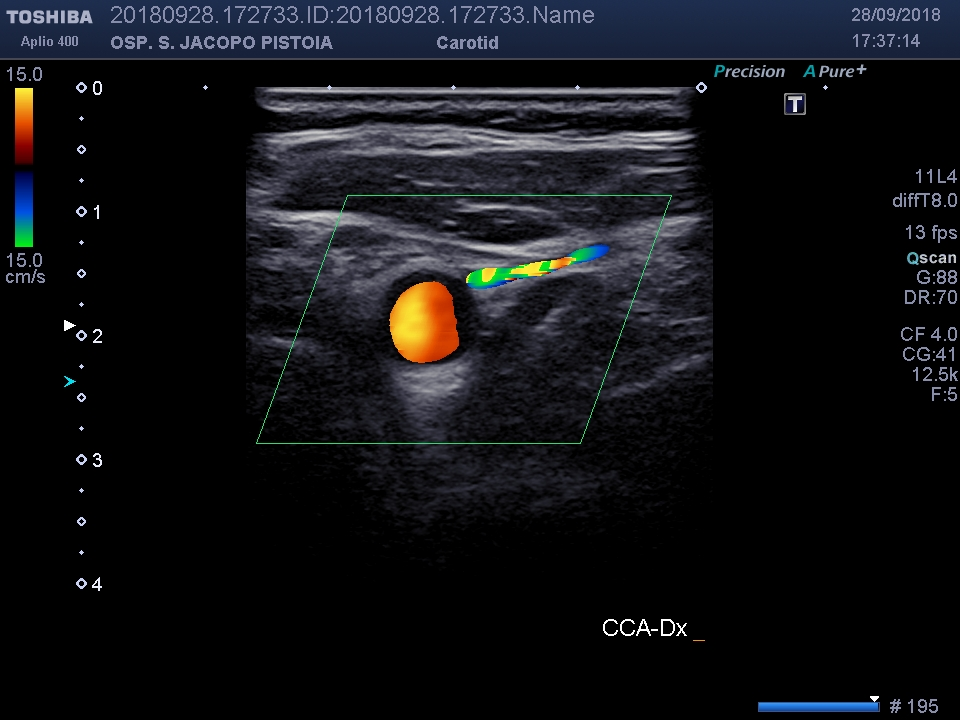 TOSHIBA 20180928.172733.ID:20180928.172733.Name 28/09/2018
Aplio 400 OSP. S. JACOPO PISTOIA Carotid 17:37:14
Precision A Pure+
T
15.0
15.0
cm/s
0
1
2
3
4
11L4
diffT8.0
13 fps
Qscan
G:88
DR:70
CF 4.0
CG:41
12.5k
F:5
CCA-Dx _
# 195